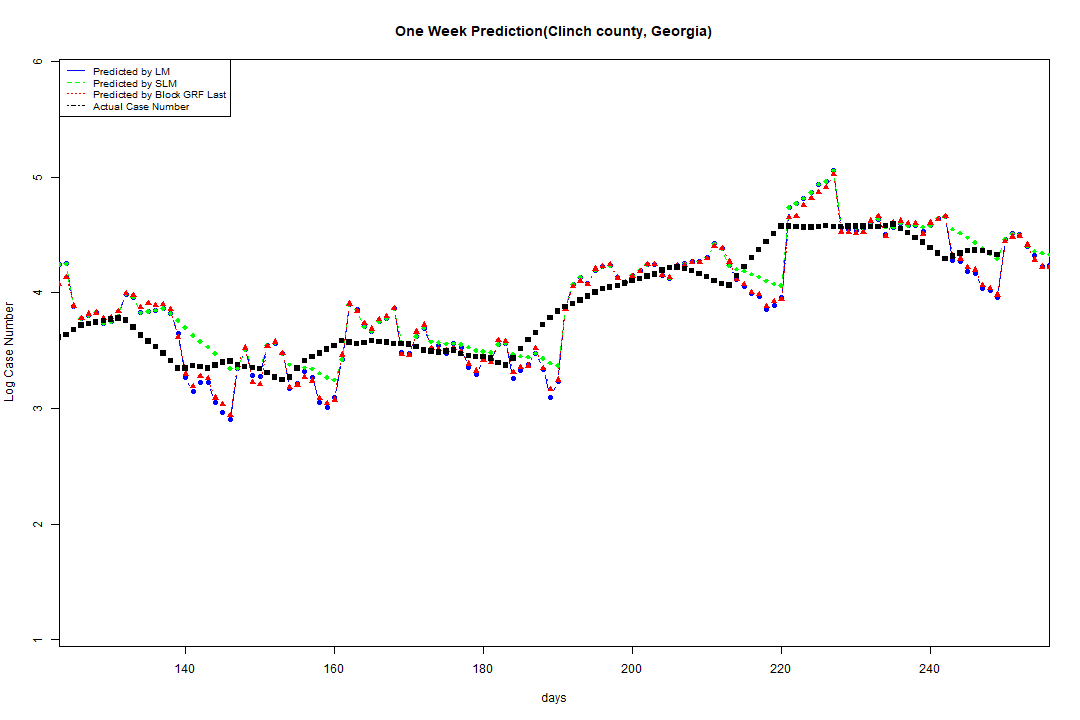 One Week Prediction(Clinch county, Georgia)
Predicted by LM
Predicted by SLM
Predicted by Block GRF Last
Actual Case Number
6
5
4
3
2
1
Log Case Number
140 160 180 200 220 240
days